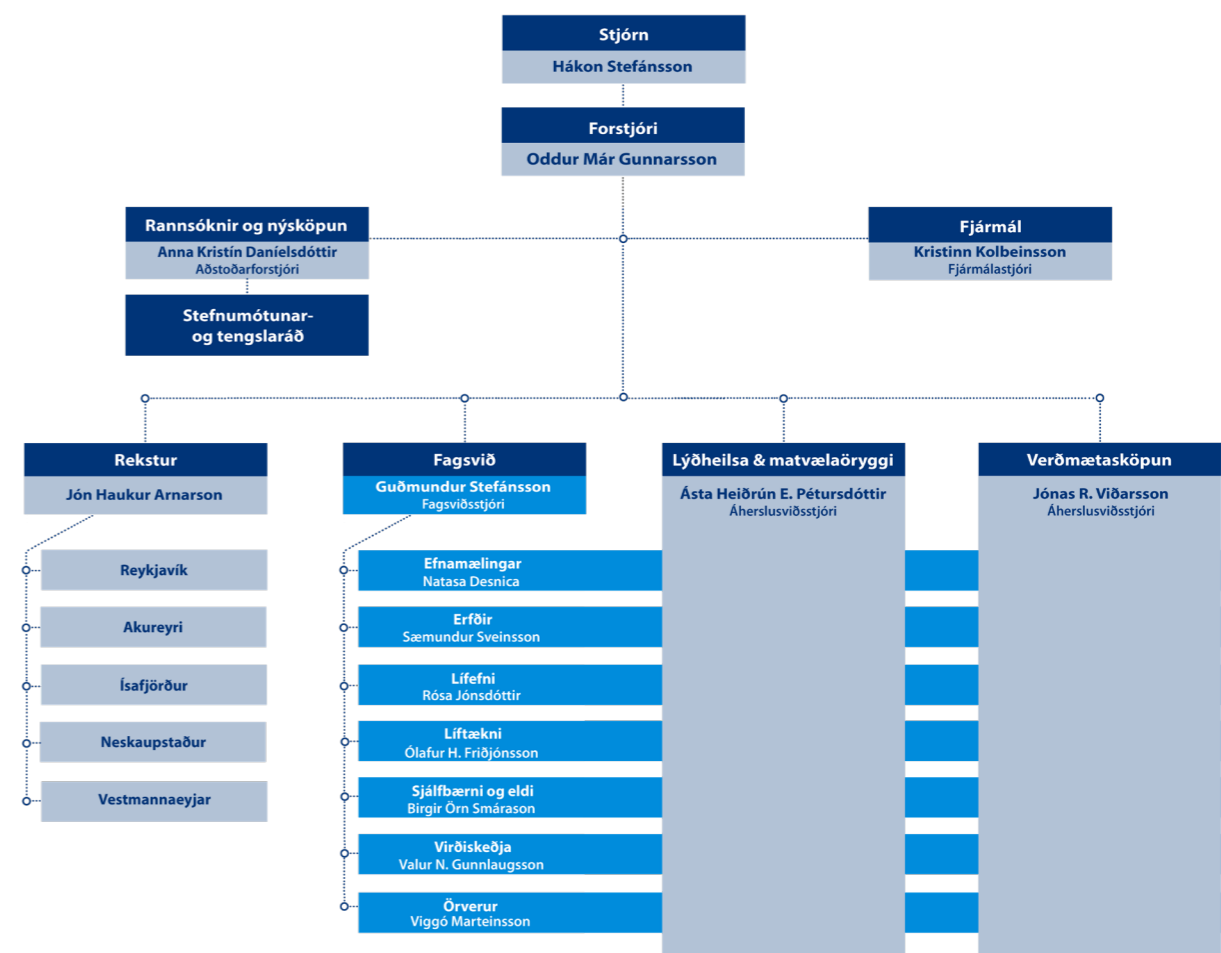 Stjórn
Hákon Stefánsson
Forstjóri
Oddur Már Gunnarsson
Rannsóknir og nýsköpun
Anna Kristín Daníelsdóttir
Aðstoðarforstjóri
Stefnumótunar-
og tengslaráð
Fjármál
Kristinn Kolbeinsson
Fjármálastjóri
Rekstur
Jón Haukur Arnarson
Reykjavík
Akureyri
Ísafjörður
Neskaupstaður
Vestmannaeyjar
Fagsvið
Guðmundur Stefánsson
Fagsviðsstjóri
Efnamælingar
Natasa Desnica
Erfðir
Sæmundur Sveinsson
Lífefni
Rósa Jónsdóttir
Líftækni
Ólafur H. Friðjónsson
Sjálfbærni og eldi
Birgir Örn Smárason
Virðiskeðja
Valur N. Gunnlaugsson
Örverur
Viggó Marteinsson
Lýðheilsa & matvælaöryggi
Ásta Heiðrún E. Pétursdóttir
Áherslusviðsstjóri
Verðmætasköpun
Jónas R. Viðarsson
Áherslusviðsstjóri